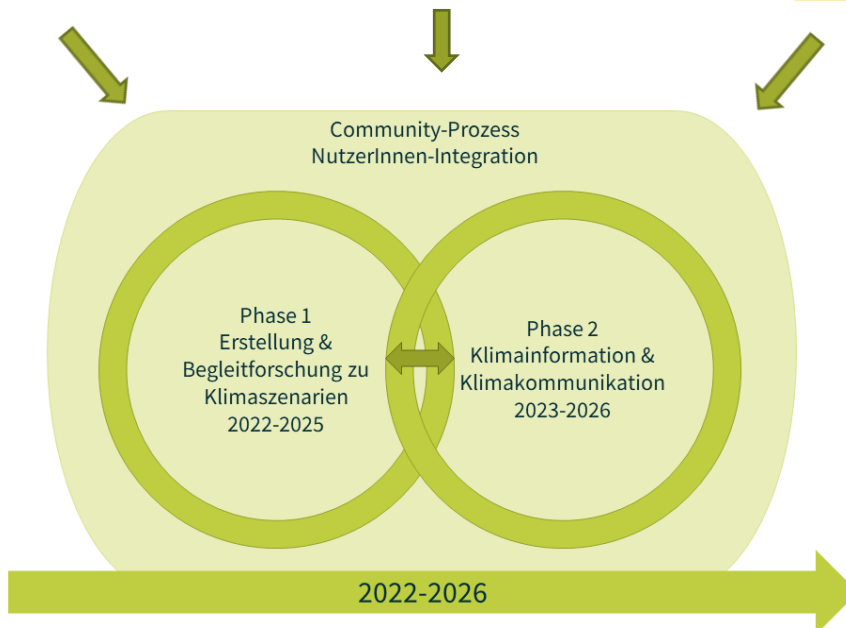 Community-Prozess
NutzerInnen-Integration
Phase 1
Erstellung &
Begleitforschung zu
Klimaszenarien
2022-2025
Phase 2
Klimainformation &
Klimakommunikation
2023-2026
2022-2026